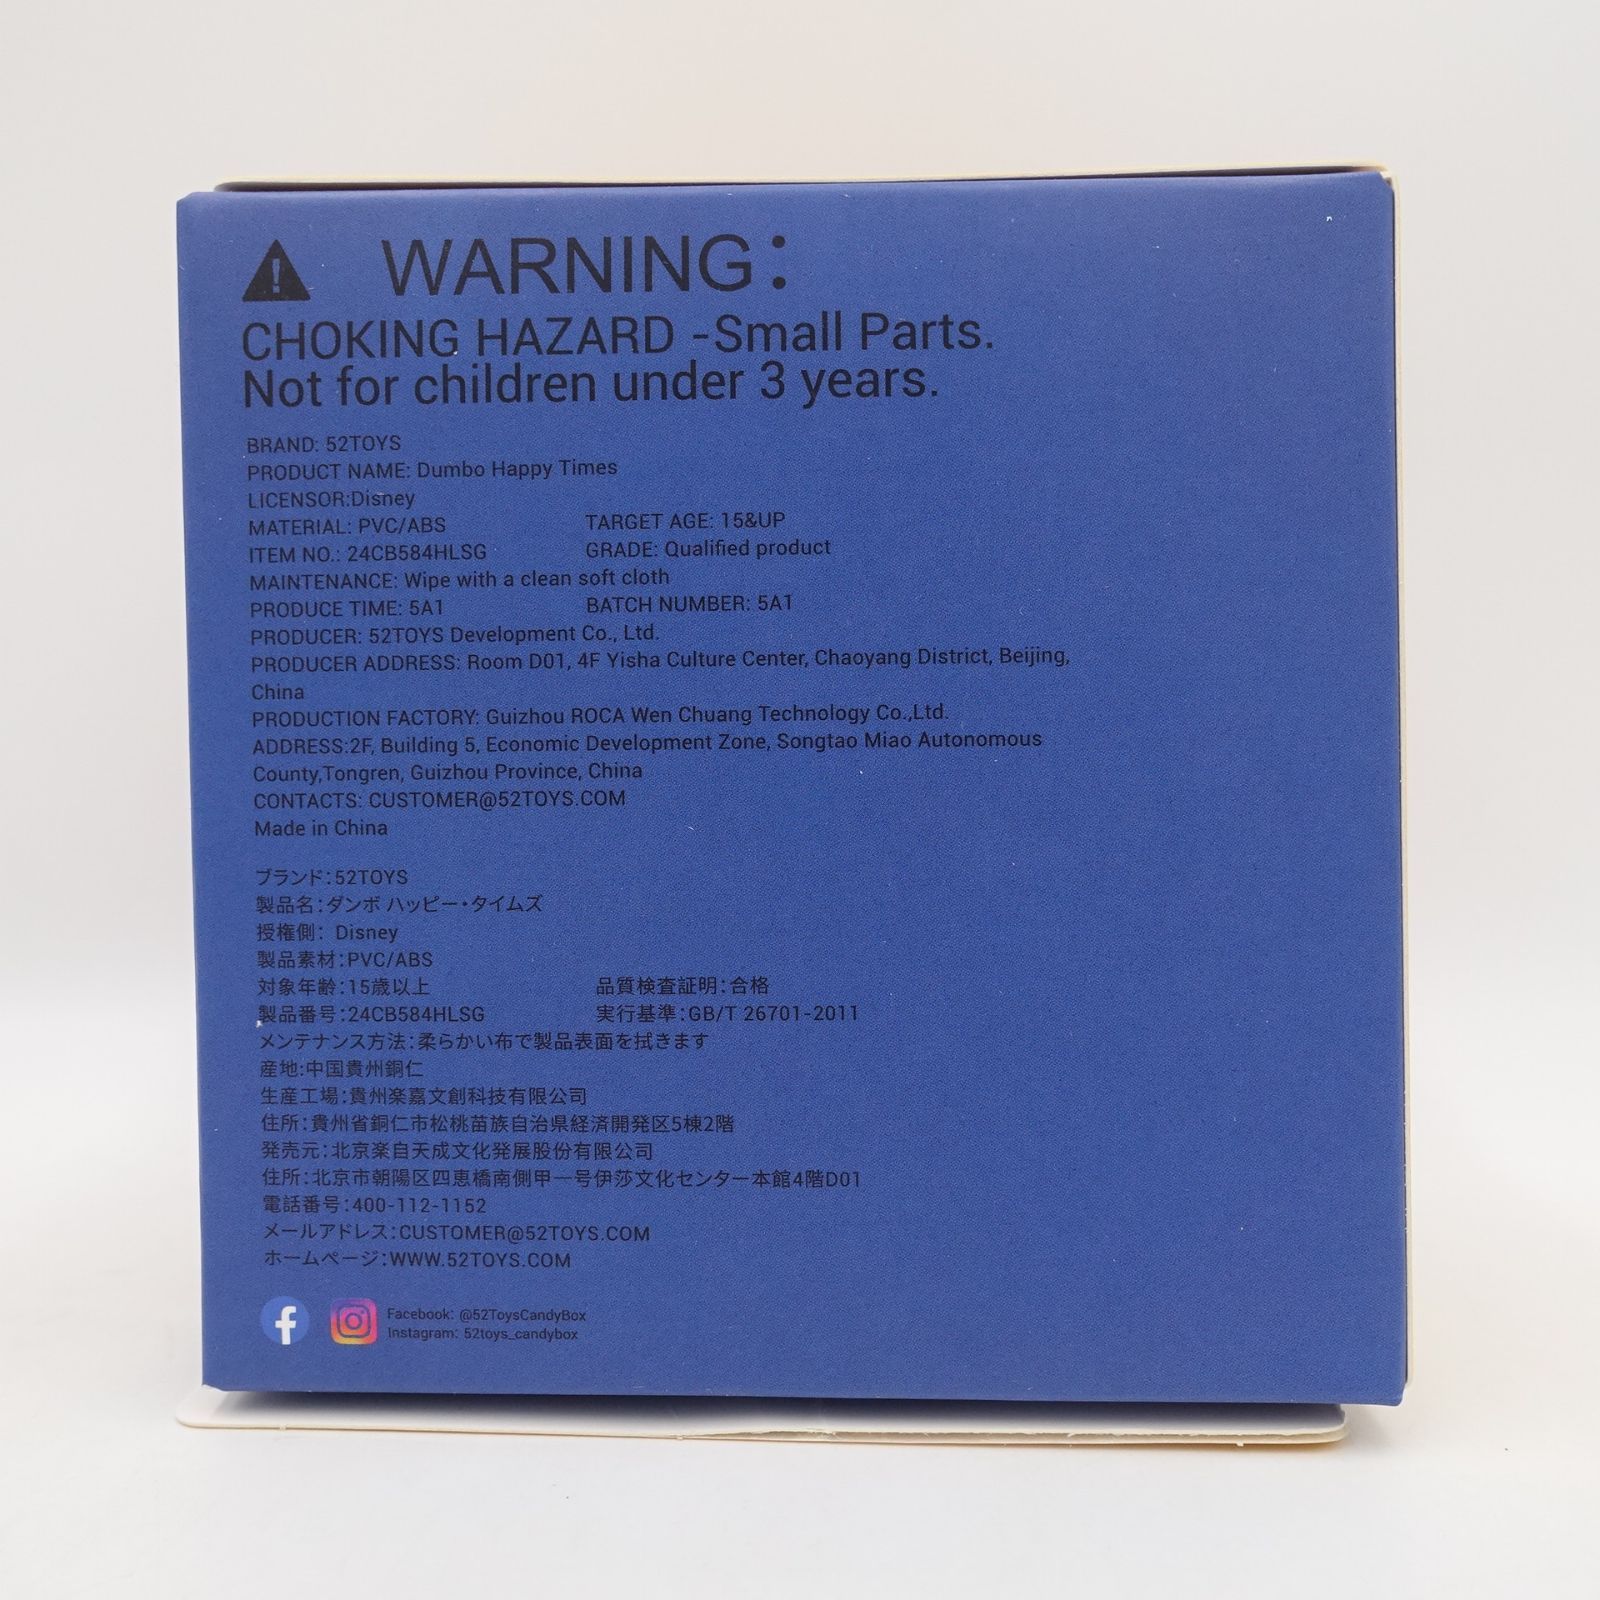 WARNING：
CHOKING HAZARD -Small Parts.
Not for children under 3 years.
BRAND: 52TOYS
PRODUCT NAME: Dumbo Happy Times
LICENSOR:Disney
MATERIAL: PVC/ABS TARGET AGE: 15&UP
ITEM NO.: 24CB584HLSG GRADE: Qualified product
MAINTENANCE: Wipe with a clean soft cloth
PRODUCE TIME: 5A1 BATCH NUMBER: 5A1
PRODUCER: 52TOYS Development Co., Ltd.
PRODUCER ADDRESS: Room D01, 4F Yisha Culture Center, Chaoyang District, Beijing,
China
PRODUCTION FACTORY: Guizhou ROCA Wen Chuang Technology Co.,Ltd.
ADDRESS:2F, Building 5, Economic Development Zone, Songtao Miao Autonomous
County,Tongren, Guizhou Province, China
CONTACTS: CUSTOMER@52TOYS.COM
Made in China
ブランド：52TOYS
製品名：ダンボ ハッピー・タイムズ
授権側： Disney
製品素材：PVC/ABS
対象年齢：15歳以上 品質検査証明：合格
製品番号：24CB584HLSG 実行基準：GB/T 26701-2011
メンテナンス方法：柔らかい布で製品表面を拭きます
産地:中国貴州銅仁
生産工場：貴州楽嘉文創科技有限公司
住所：貴州省銅仁市松桃苗族自治県経済開発区5棟2階
発売元：北京楽自天成文化発展股份有限公司
住所：北京市朝陽区四恵橋南側甲一号伊莎文化センター本館4階D01
電話番号：400-112-1152
メールアドレス：CUSTOMER@52TOYS.COM
ホームページ：WWW.52TOYS.COM
Facebook: @52ToysCandyBox
Instagram: 52toys_candybox